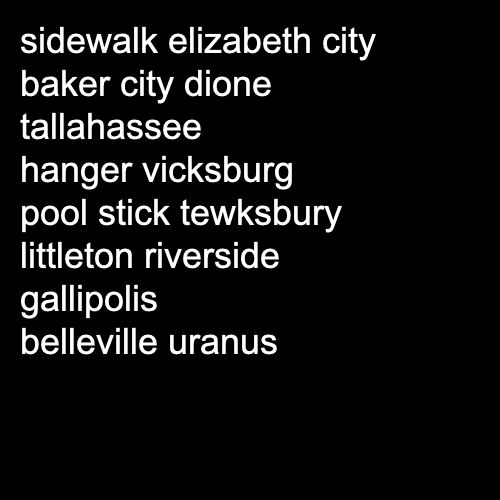 sidewalk elizabeth city
baker city dione
tallahassee
hanger vicksburg
pool stick tewksbury
littleton riverside
gallipolis
belleville uranus